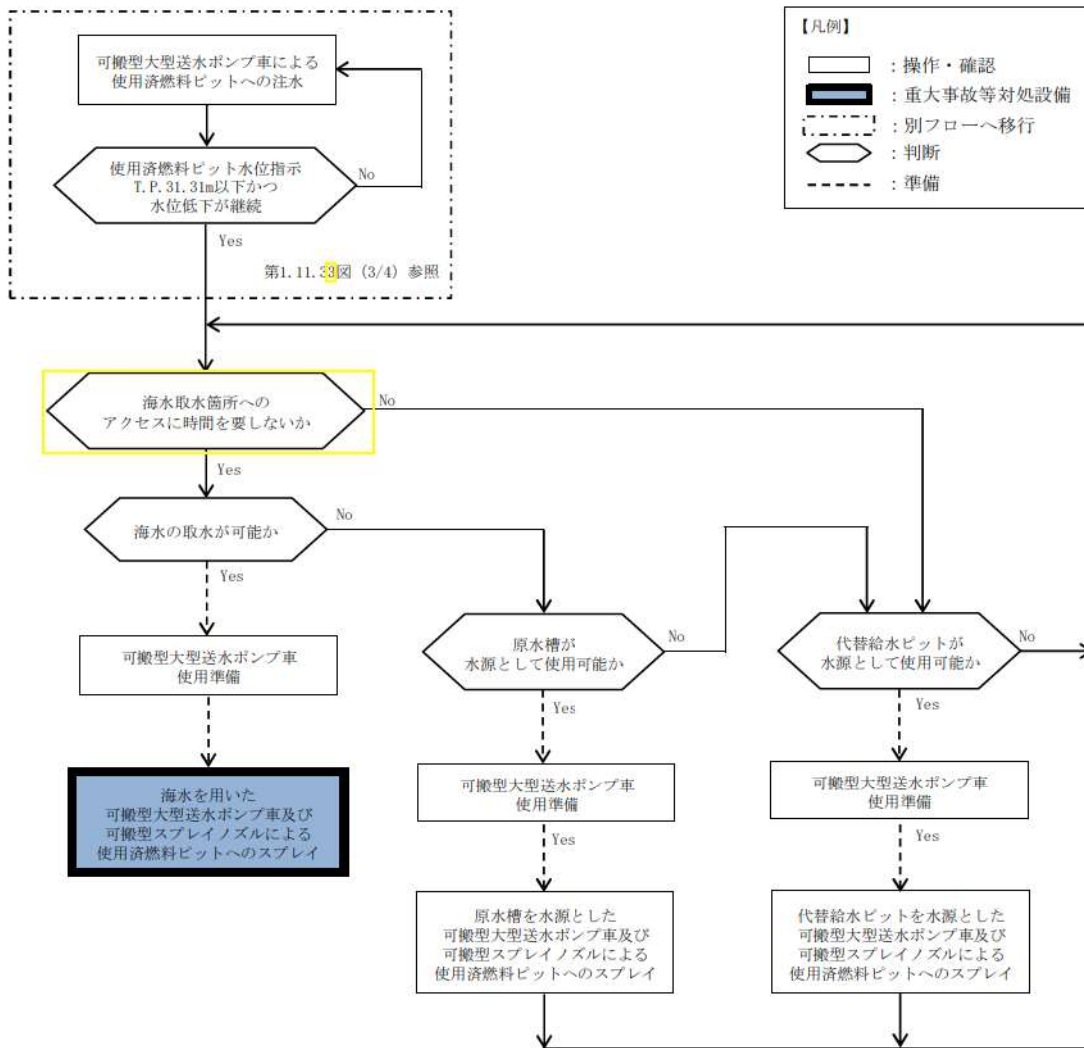 可搬型大型送水ポンプ車による
使用済燃料ピットへの注水
使用済燃料ピット水位指示
T.P.31.31m以下かつ
水位低下が継続
No
Yes
第1.11.33図（3/4）参照
【凡例】
：操作・確認
：重大事故等対処設備
：別フローへ移行
：判断
：準備
海水取水箇所への
アクセスに時間を要しないか
No
Yes
海水の取水が可能か
No
Yes
可搬型大型送水ポンプ車
使用準備
海水を用いた
可搬型大型送水ポンプ車及び
可搬型スプレイノズルによる
使用済燃料ピットへのスプレイ
原水槽が
水源として使用可能か
No
Yes
可搬型大型送水ポンプ車
使用準備
Yes
原水槽を水源とした
可搬型大型送水ポンプ車及び
可搬型スプレイノズルによる
使用済燃料ピットへのスプレイ
代替給水ピットが
水源として使用可能か
No
Yes
可搬型大型送水ポンプ車
使用準備
Yes
代替給水ピットを水源とした
可搬型大型送水ポンプ車及び
可搬型スプレイノズルによる
使用済燃料ピットへのスプレイ